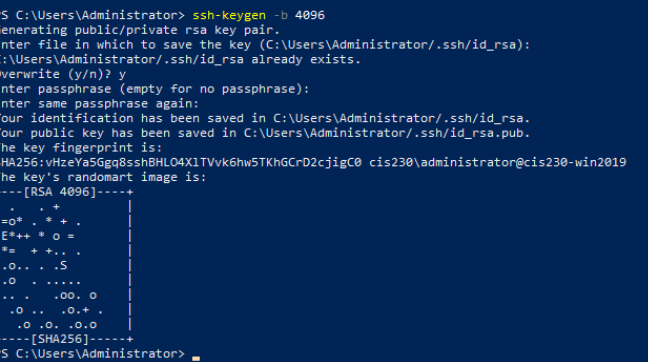 PS C:\Users\Administrator> ssh-keygen -b 4096
enerating public/private rsa key pair.
nter file in which to save the key (C:\Users\Administrator/.ssh/id_rsa):
:\Users\Administrator/.ssh/id_rsa already exists.
verwrite (y/n)? y
nter passphrase (empty for no passphrase):
nter same passphrase again:
our identification has been saved in C:\Users\Administrator/.ssh/id_rsa.
our public key has been saved in C:\Users\Administrator/.ssh/id_rsa.pub.
he key fingerprint is:
HA256:vHzeYa5Ggq8sshBHLO4XlTVvk6hw5TKhGCrD2cjigC0 cis230\administrator@cis230-win2019
he key's randomart image is:
---[RSA 4096]----+
 .   . +         |
=o* . * + .      |
E*++ * o =       |
*=  + +.. .      |
.o.. . .S        |
.o  . .....      |
.. .   .oo. o    |
 .o ..  .o.+ .   |
  .o .o. .o.o    |
----[SHA256]-----+
PS C:\Users\Administrator>